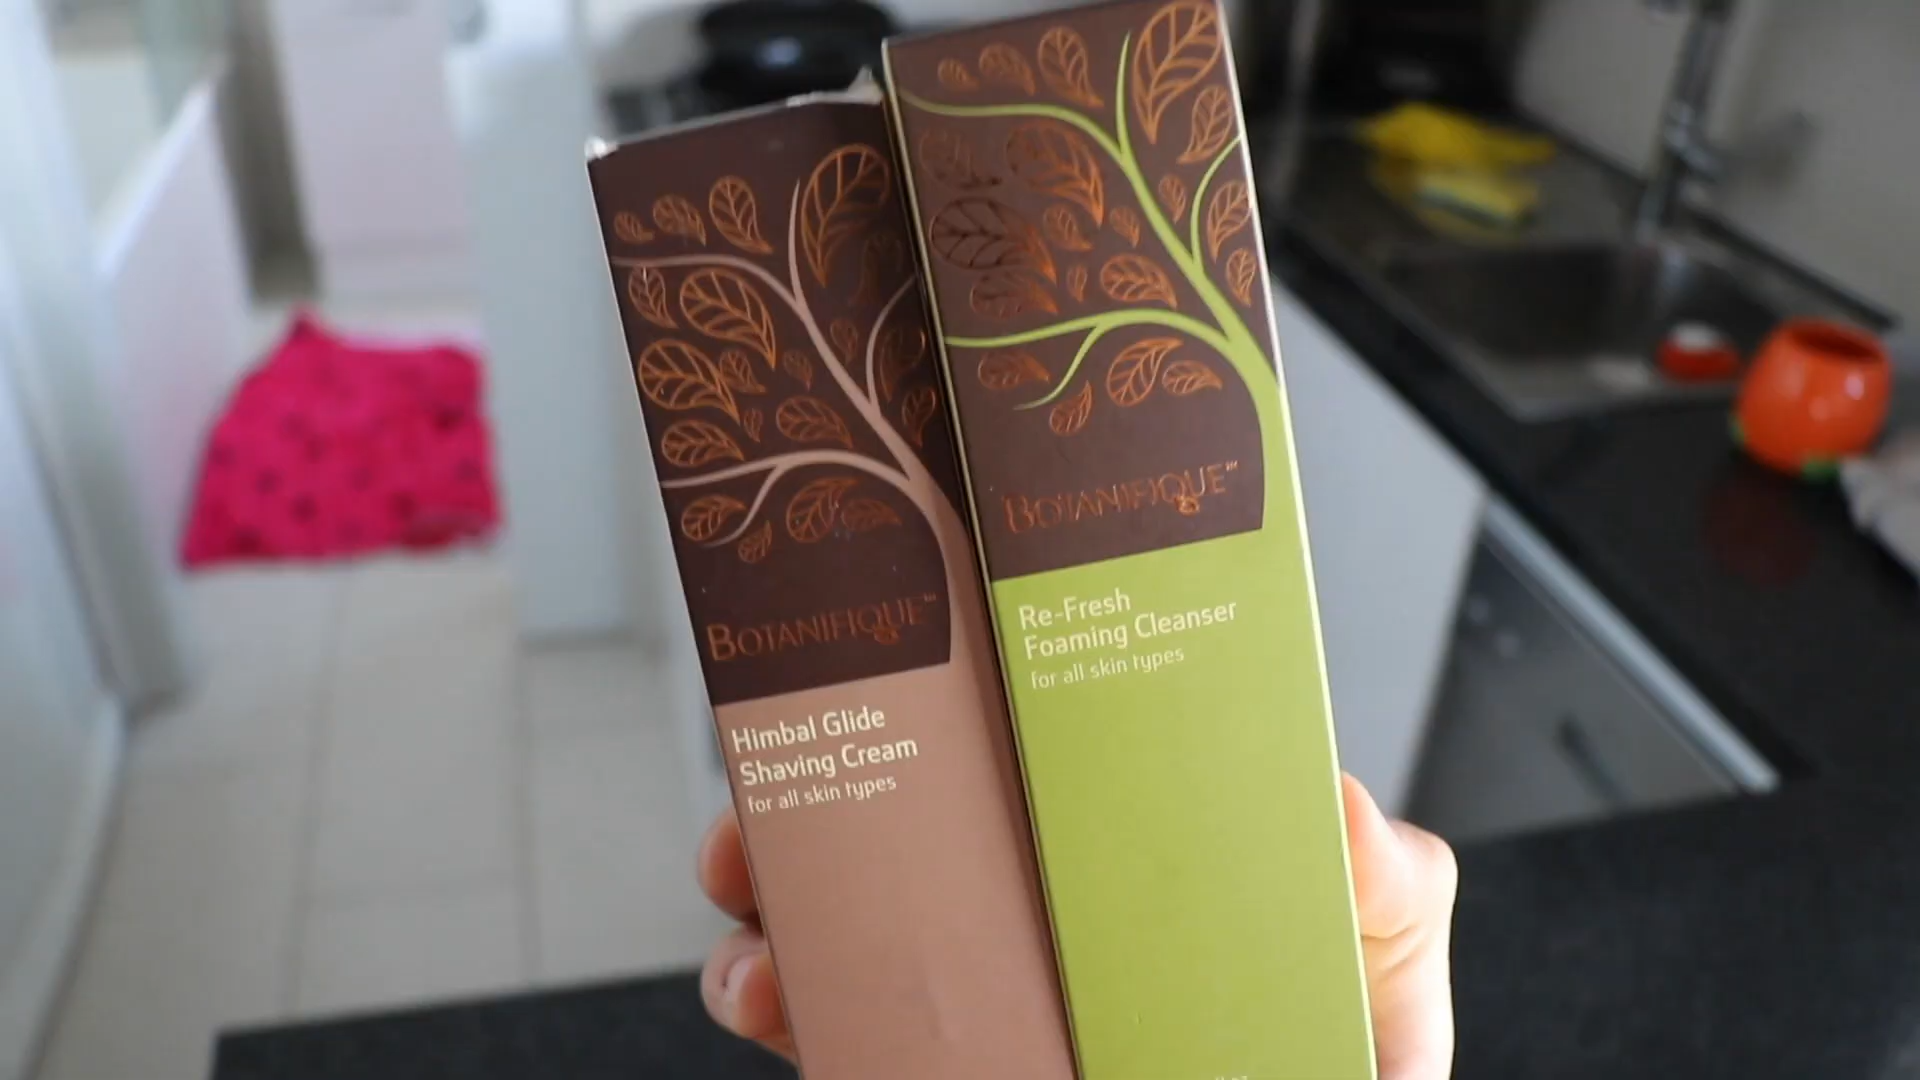 BOTANIFIQUE™
Himbal Glide
Shaving Cream
for all skin types
BOTANIFIQUE™
Re-Fresh
Foaming Cleanser
for all skin types